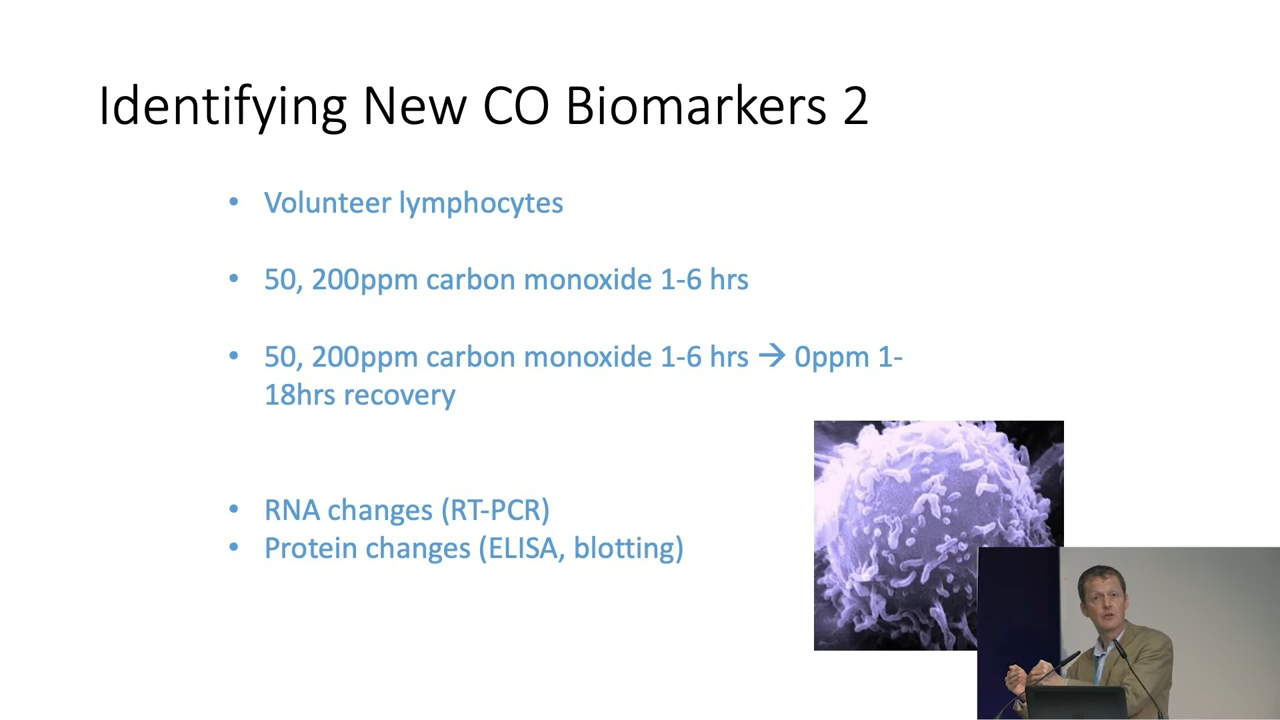 Identifying New CO Biomarkers 2
• Volunteer lymphocytes
• 50, 200ppm carbon monoxide 1-6 hrs
• 50, 200ppm carbon monoxide 1-6 hrs → 0ppm 1-
18hrs recovery
• RNA changes (RT-PCR)
• Protein changes (ELISA, blotting)